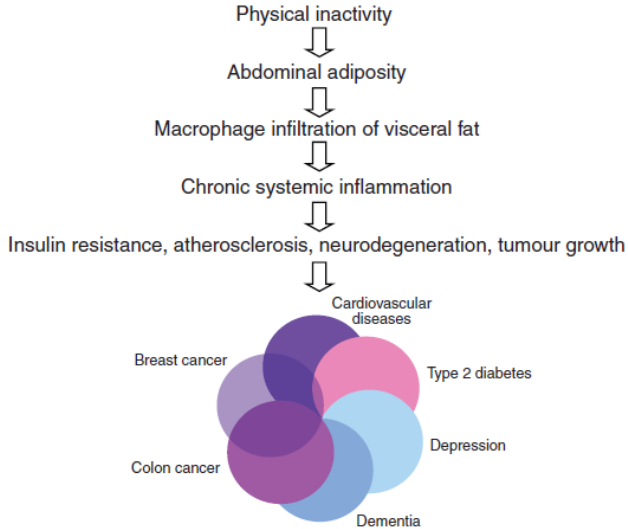 Physical inactivity
Abdominal adiposity
Macrophage infiltration of visceral fat
Chronic systemic inflammation
Insulin resistance, atherosclerosis, neurodegeneration, tumour growth
Cardiovascular
diseases
Breast cancer
Type 2 diabetes
Depression
Colon cancer
Dementia